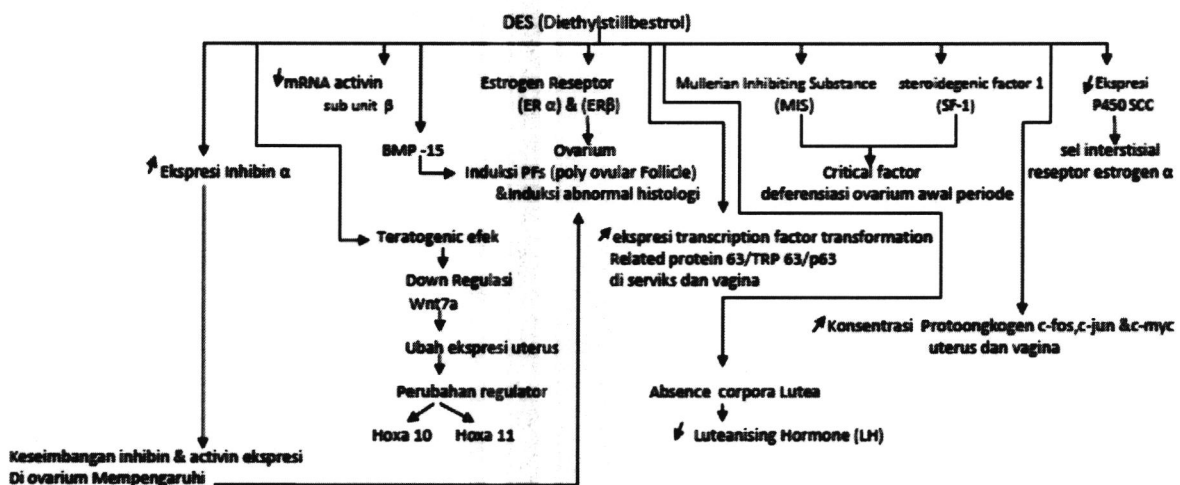 DES (Diethylstillbestrol)
mRNA activin
sub unit β
Estrogen Reseptor
(ER α) & (ERβ)
Mullerian Inhibiting Substance
(MIS)
steroidegenic factor 1
(SF-1)
Ekspresi
P450 SCC
BMP -15
Ekspresi Inhibin α
Ovarium
Induksi PFs (poly ovular Follicle)
&Induksi abnormal histologi
Critical factor
deferensiasi ovarium awal periode
sel interstisial
reseptor estrogen α
Teratogenic efek
ekspresi transcription factor transformation
Related protein 63/TRP 63/p63
di serviks dan vagina
Down Regulasi
Wnt7a
Konsentrasi Protoongkogen c-fos,c-jun &c-myc
uterus dan vagina
Ubah ekspresi uterus
Perubahan regulator
Hoxa 10 Hoxa 11
Absence corpora Lutea
Luteanising Hormone (LH)
Keseimbangan inhibin & activin ekspresi
Di ovarium Mempengaruhi